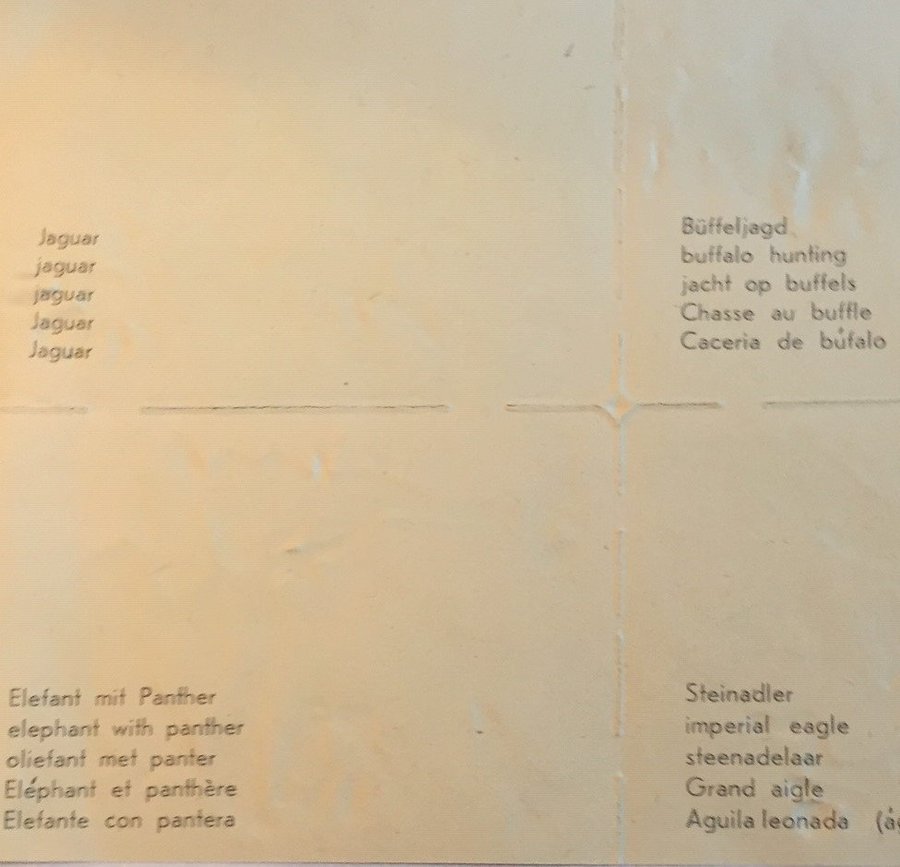 Jaguar
jaguar
jaguar
Jaguar
Jaguar
Büffeljagd
buffalo hunting
jacht op buffels
Chasse au buffle
Caceria de búfalo
Elefant mit Panther
elephant with panther
oliefant met panter
Eléphant et panthère
Elefante con pantera
Steinadler
imperial eagle
steenadelaar
Grand aigle
Aguila leonada